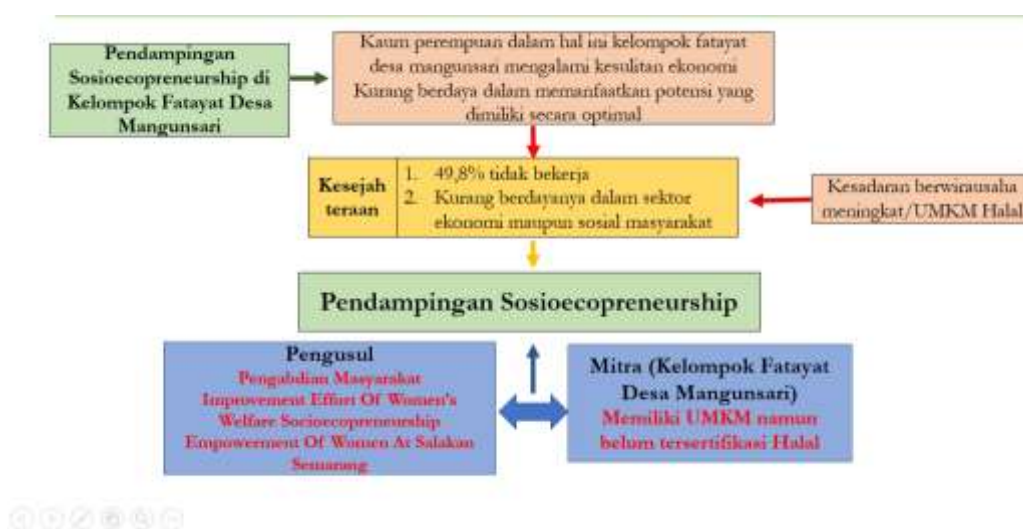 Pendampingan
Sosioecopreneurship di
Kelompok Fatayat Desa
Mangunsari
Kaum perempuan dalam hal ini kelompok fatayat
desa mangunsari mengalami kesulitan ekonomi
Kurang berdaya dalam memanfaatkan potensi yang
dimiliki secara optimal
Kesejah
teraan
1. 49,8% tidak bekerja
2. Kurang berdayanya dalam sektor
ekonomi maupun sosial masyarakat
Kesadaran berwirausaha
meningkat/UMKM Halal
Pendampingan Sosioecopreneurship
Pengusul
Pengabdian Masyarakat
Improvement Effort Of Women's
Welfare Socioecopreneurship
Empowerment Of Women At Salakan
Semarang
Mitra (Kelompok Fatayat
Desa Mangunsari)
Memiliki UMKM namun
belum tersertifikasi Halal